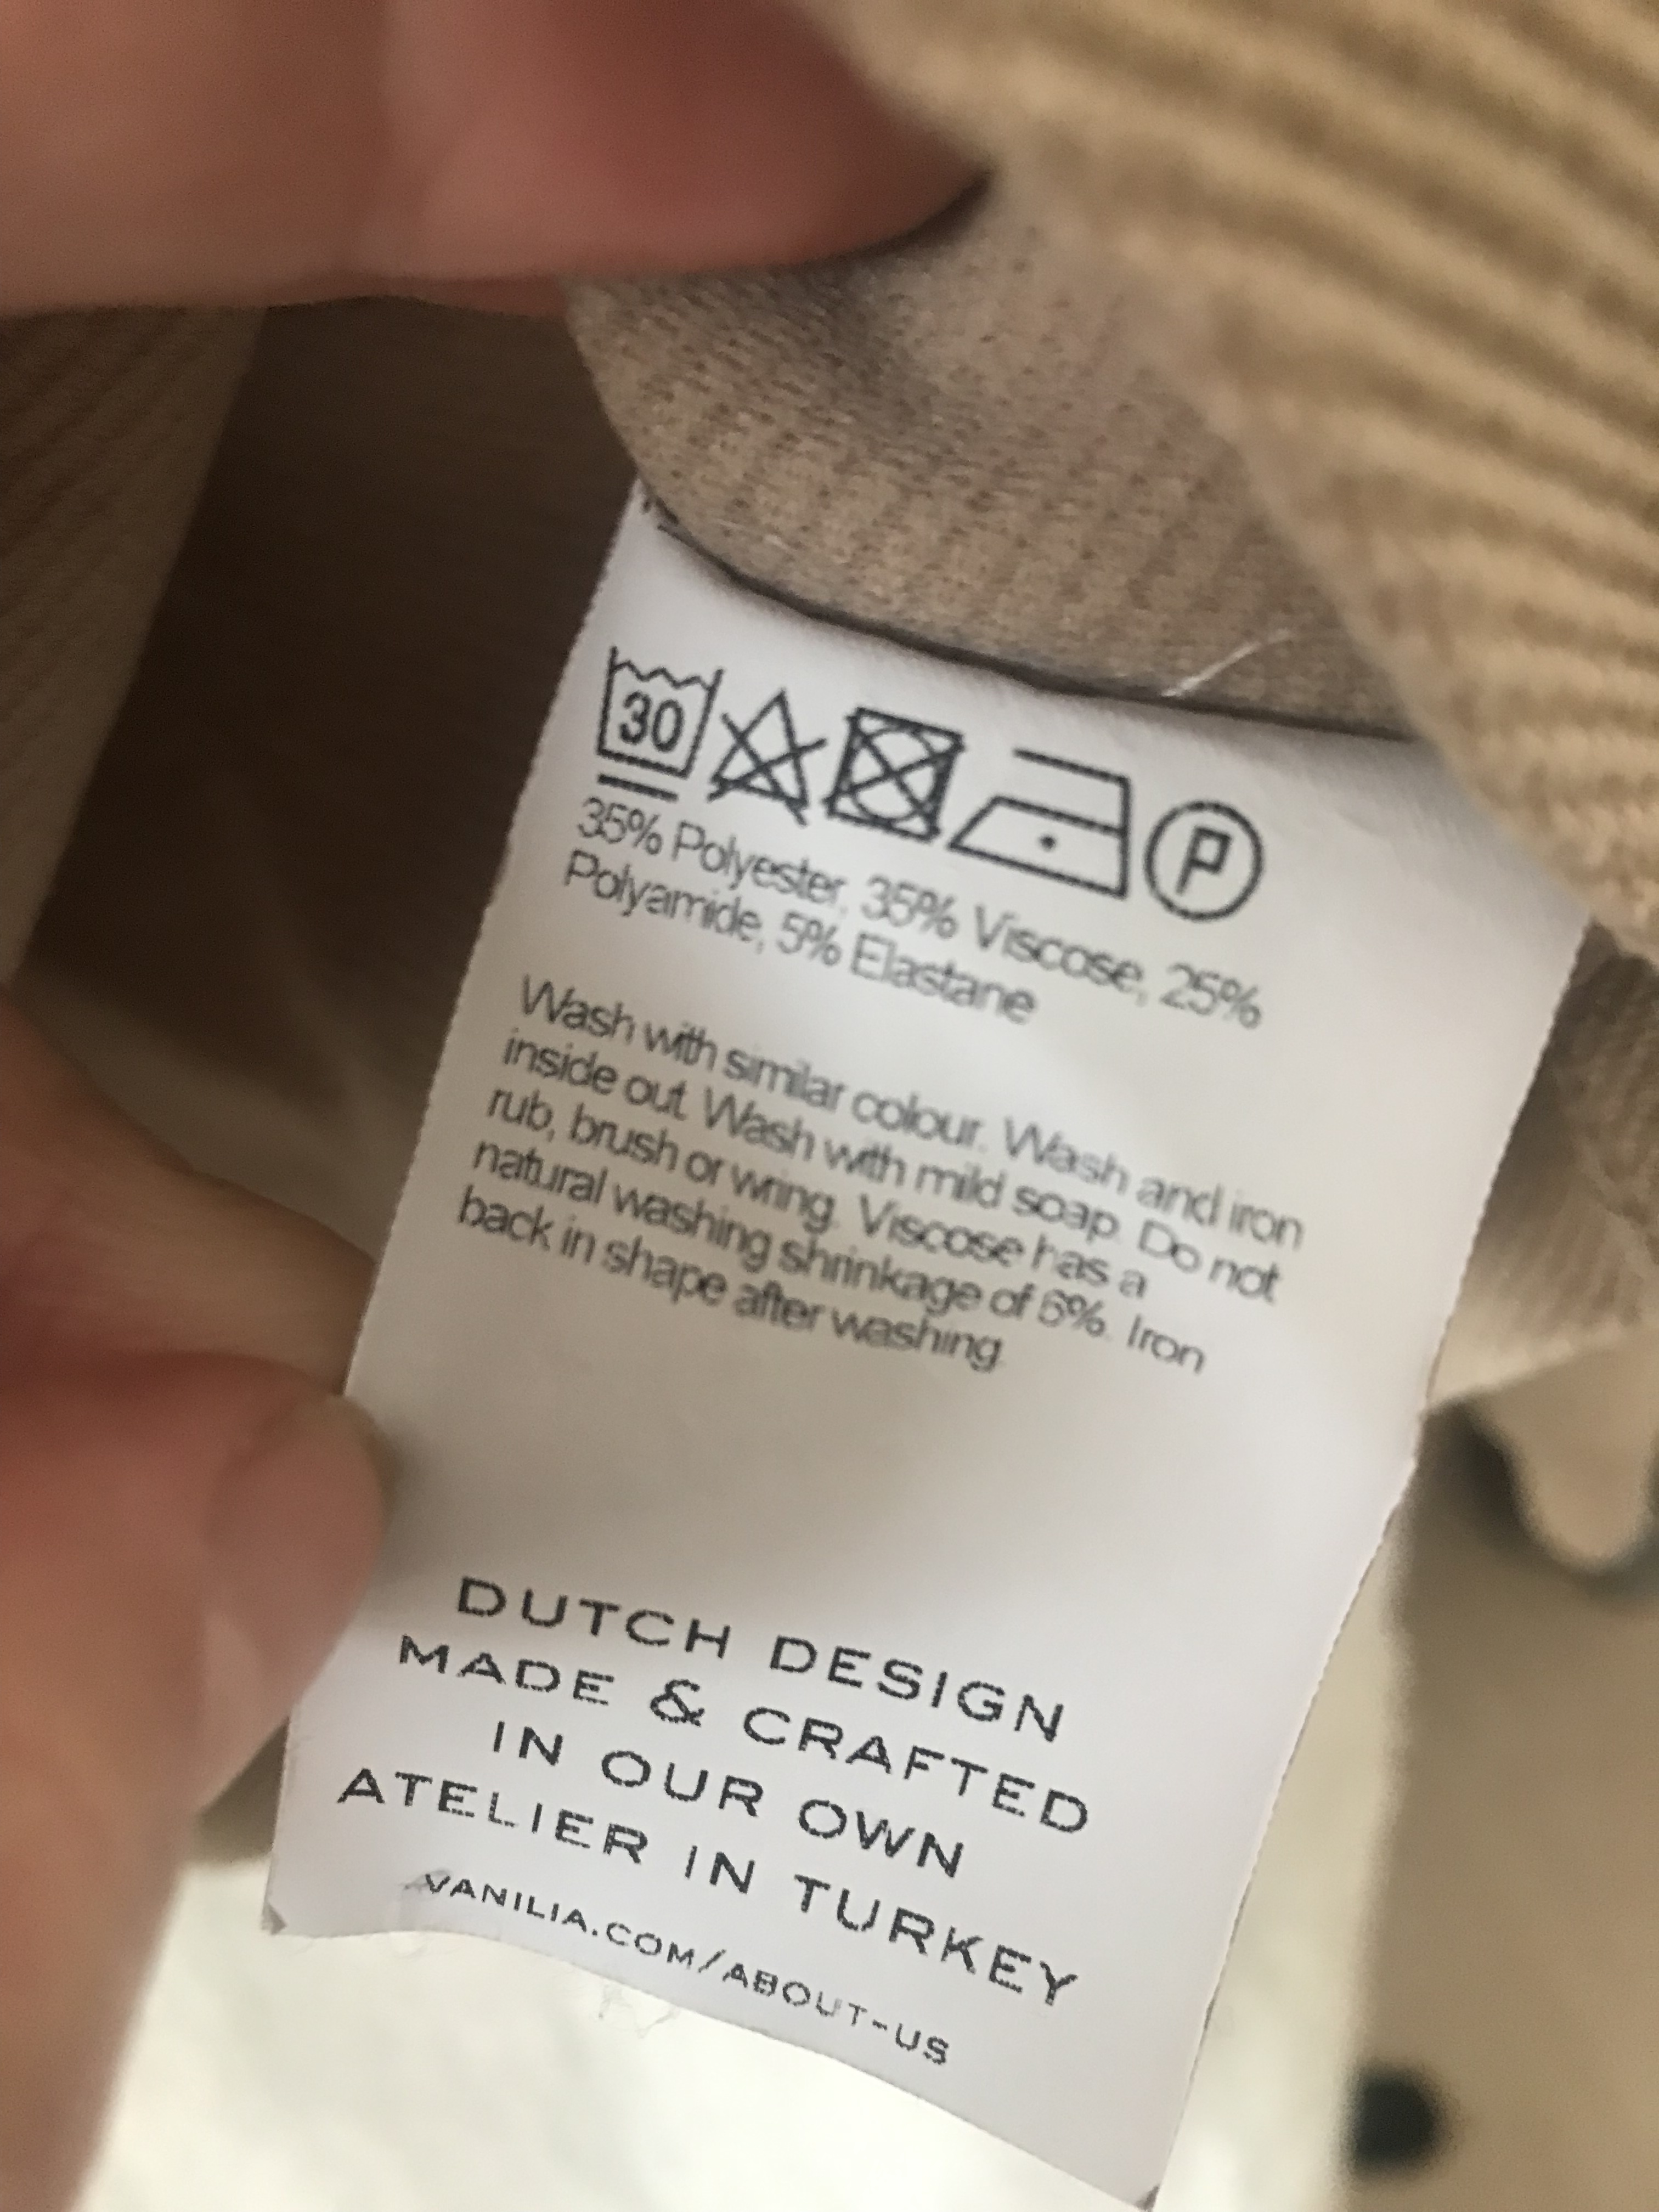 30
P
35% Polyester, 35% Viscose, 25%
Polyamide, 5% Elastane
Wash with similar colour. Wash and iron
inside out. Wash with mild soap. Do not
rub, brush or wring. Viscose has a
natural washing shrinkage of 6%. Iron
back in shape after washing.
DUTCH DESIGN
MADE & CRAFTED
IN OUR OWN
ATELIER IN TURKEY
VANILIA.COM/ABOUT-US